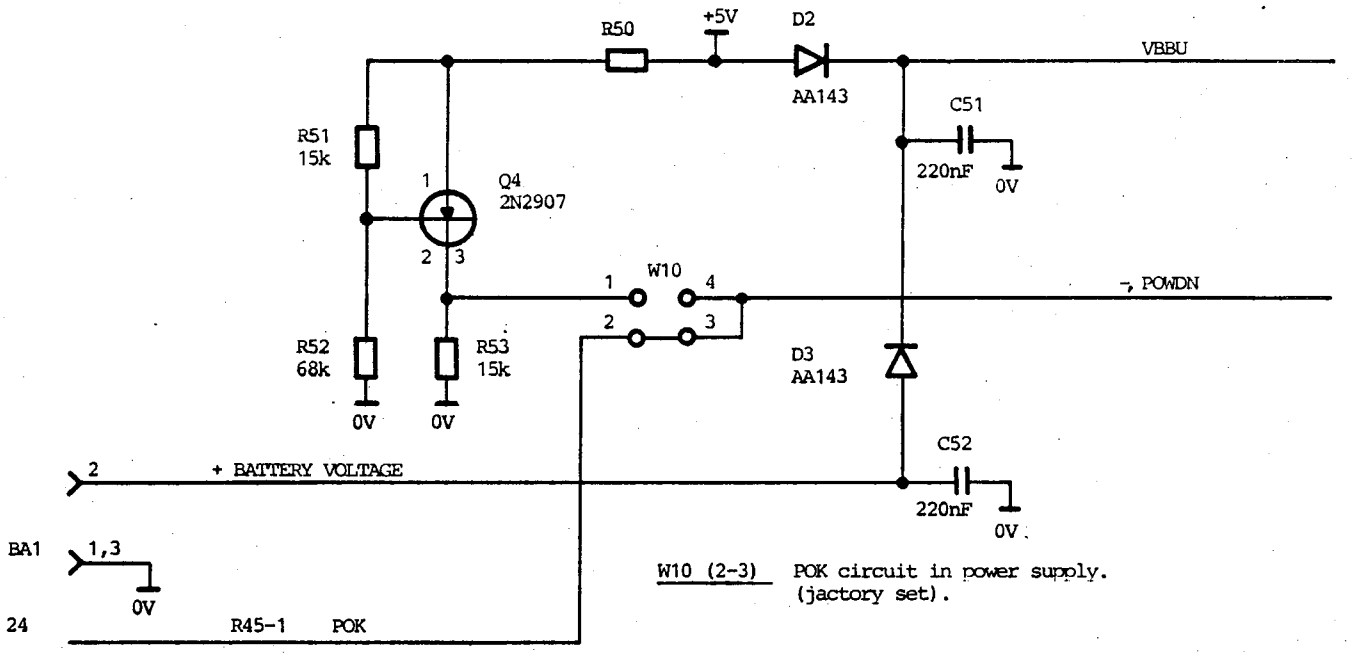 +5V
D2
R50
VBBU
AA143
C51
R51
15k
220nF
0V
1
Q4
2N2907
2 3
W10
1 4
-, POWDN
2 3
R52
68k
R53
15k
D3
AA143
0V
0V
C52
2
+ BATTERY VOLTAGE
220nF
0V
BA1
1,3
W10 (2-3) POK circuit in power supply.
(jactory set).
0V
24
R45-1 POK